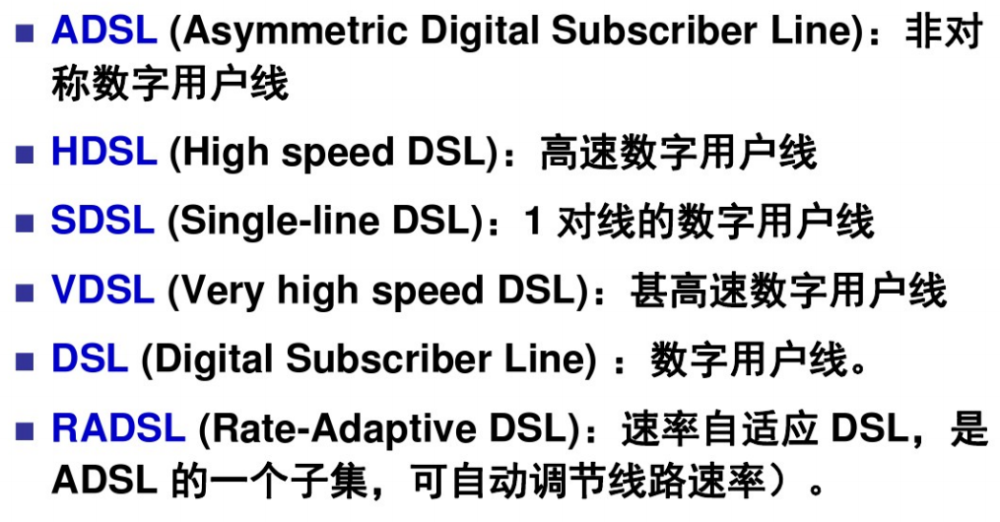 ■ ADSL (Asymmetric Digital Subscriber Line)：非对
称数字用户线
■ HDSL (High speed DSL)：高速数字用户线
■ SDSL (Single-line DSL)：1 对线的数字用户线
■ VDSL (Very high speed DSL)：甚高速数字用户线
■ DSL (Digital Subscriber Line) ：数字用户线。
■ RADSL (Rate-Adaptive DSL)：速率自适应 DSL，是
ADSL 的一个子集，可自动调节线路速率）。